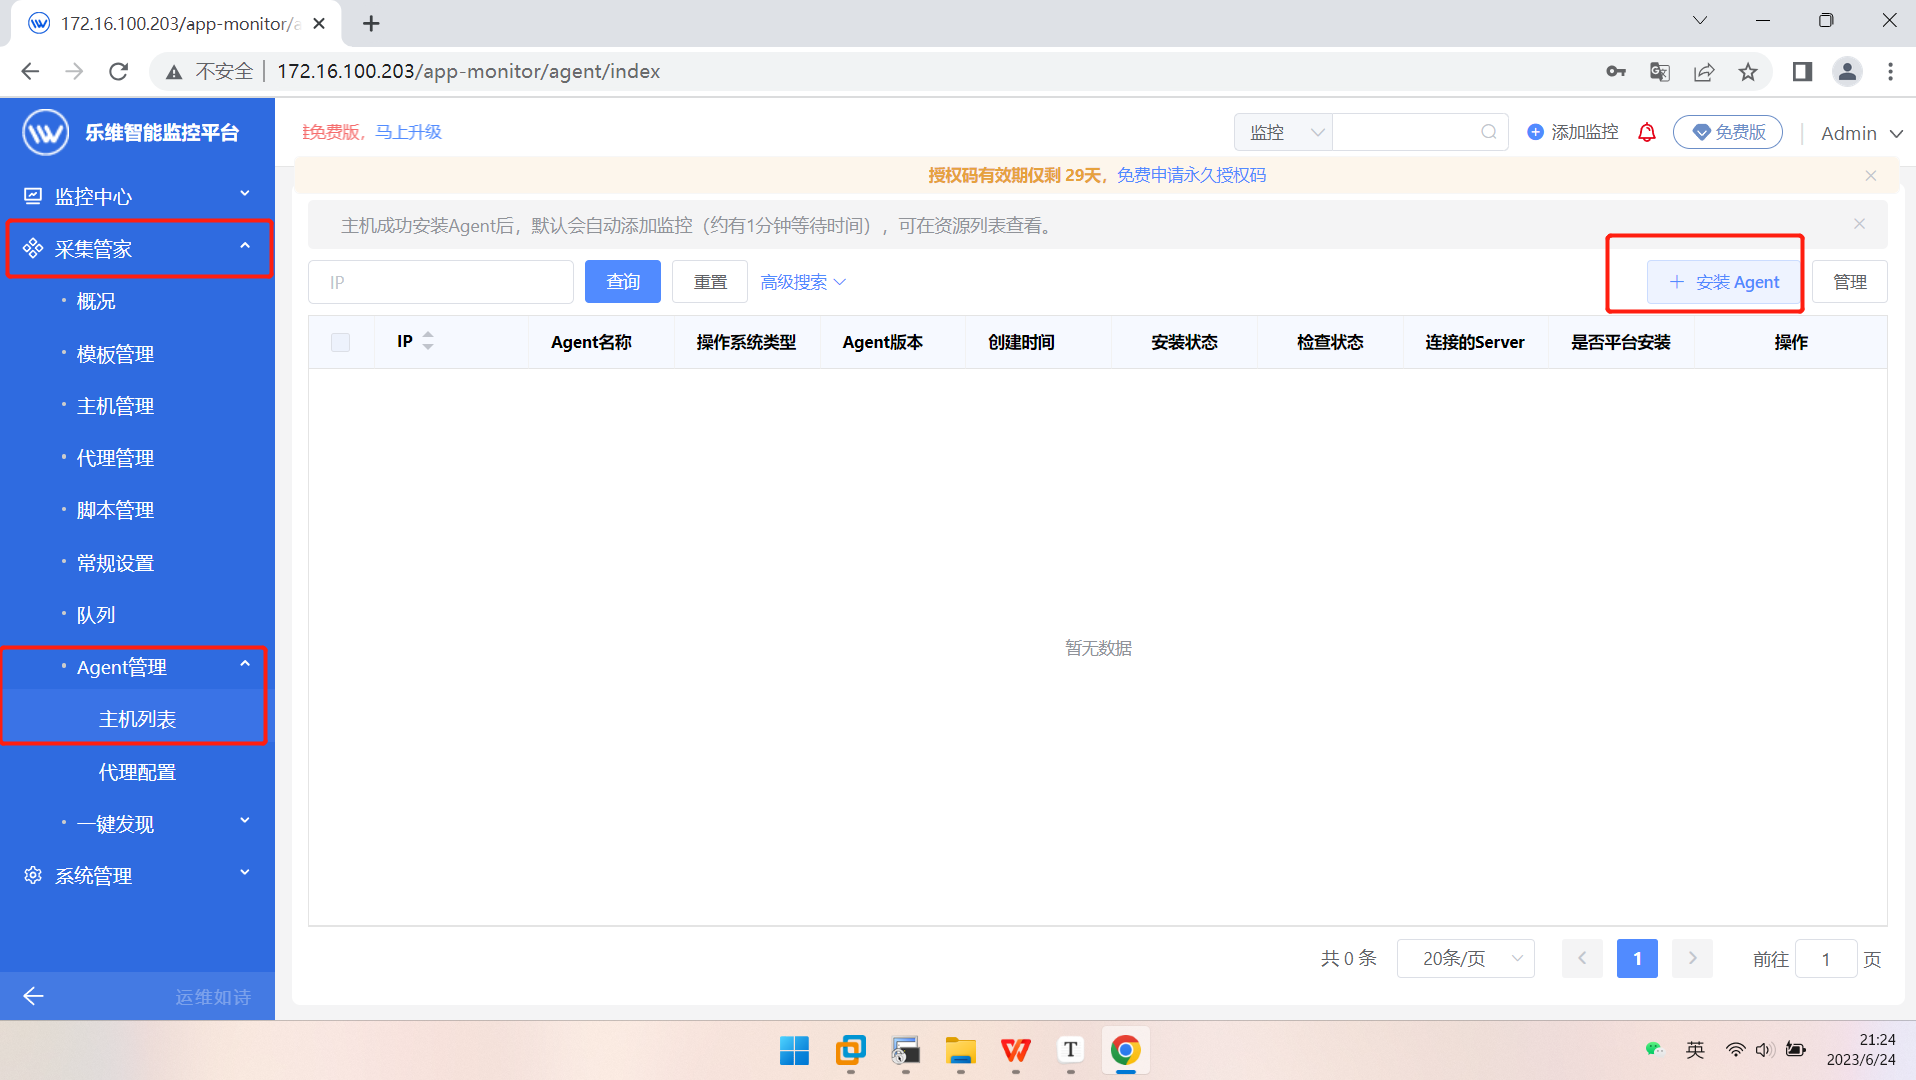 172.16.100.203/app-monitor/a
不安全
172.16.100.203/app-monitor/agent/index
乐维智能监控平台
免费版，马上升级
监控
添加监控
免费版
Admin
授权码有效期仅剩 29天，免费申请永久授权码
主机成功安装Agent后，默认会自动添加监控（约有1分钟等待时间），可在资源列表查看。
监控中心
采集管家
概况
模板管理
主机管理
代理管理
脚本管理
常规设置
队列
Agent管理
主机列表
代理配置
一键发现
系统管理
运维如诗
IP
查询
重置
高级搜索
安装 Agent
管理
IP
Agent名称
操作系统类型
Agent版本
创建时间
安装状态
检查状态
连接的Server
是否平台安装
操作
暂无数据
共 0 条
20条/页
1
前往
1
页
T
英
21:24
2023/6/24